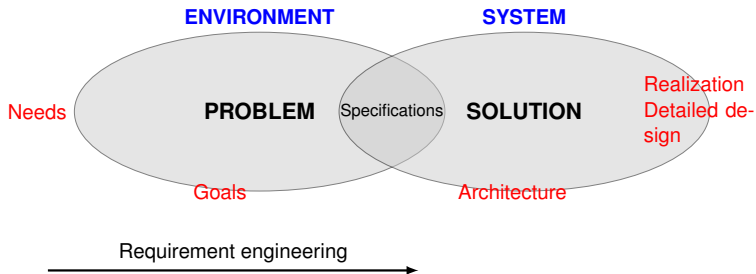 ENVIRONMENT
SYSTEM
Needs
PROBLEM
Specifications
SOLUTION
Realization
Detailed de-
sign
Goals
Architecture
Requirement engineering